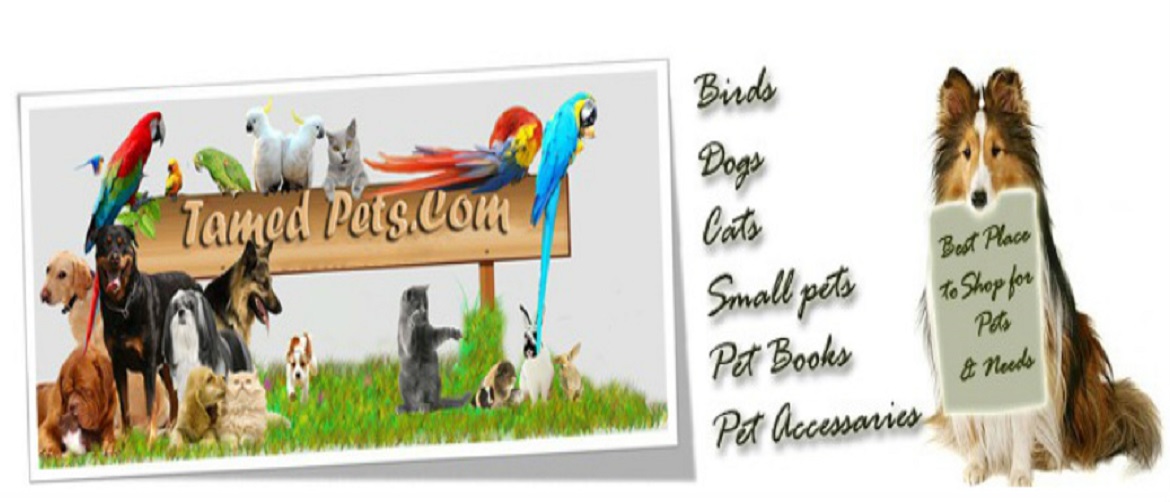 Tamed Pets.Com
Birds
Dogs
Cats
Small pets
Pet Books
Pet Accessaries
Best Place
to Shop for
Pets
& Needs